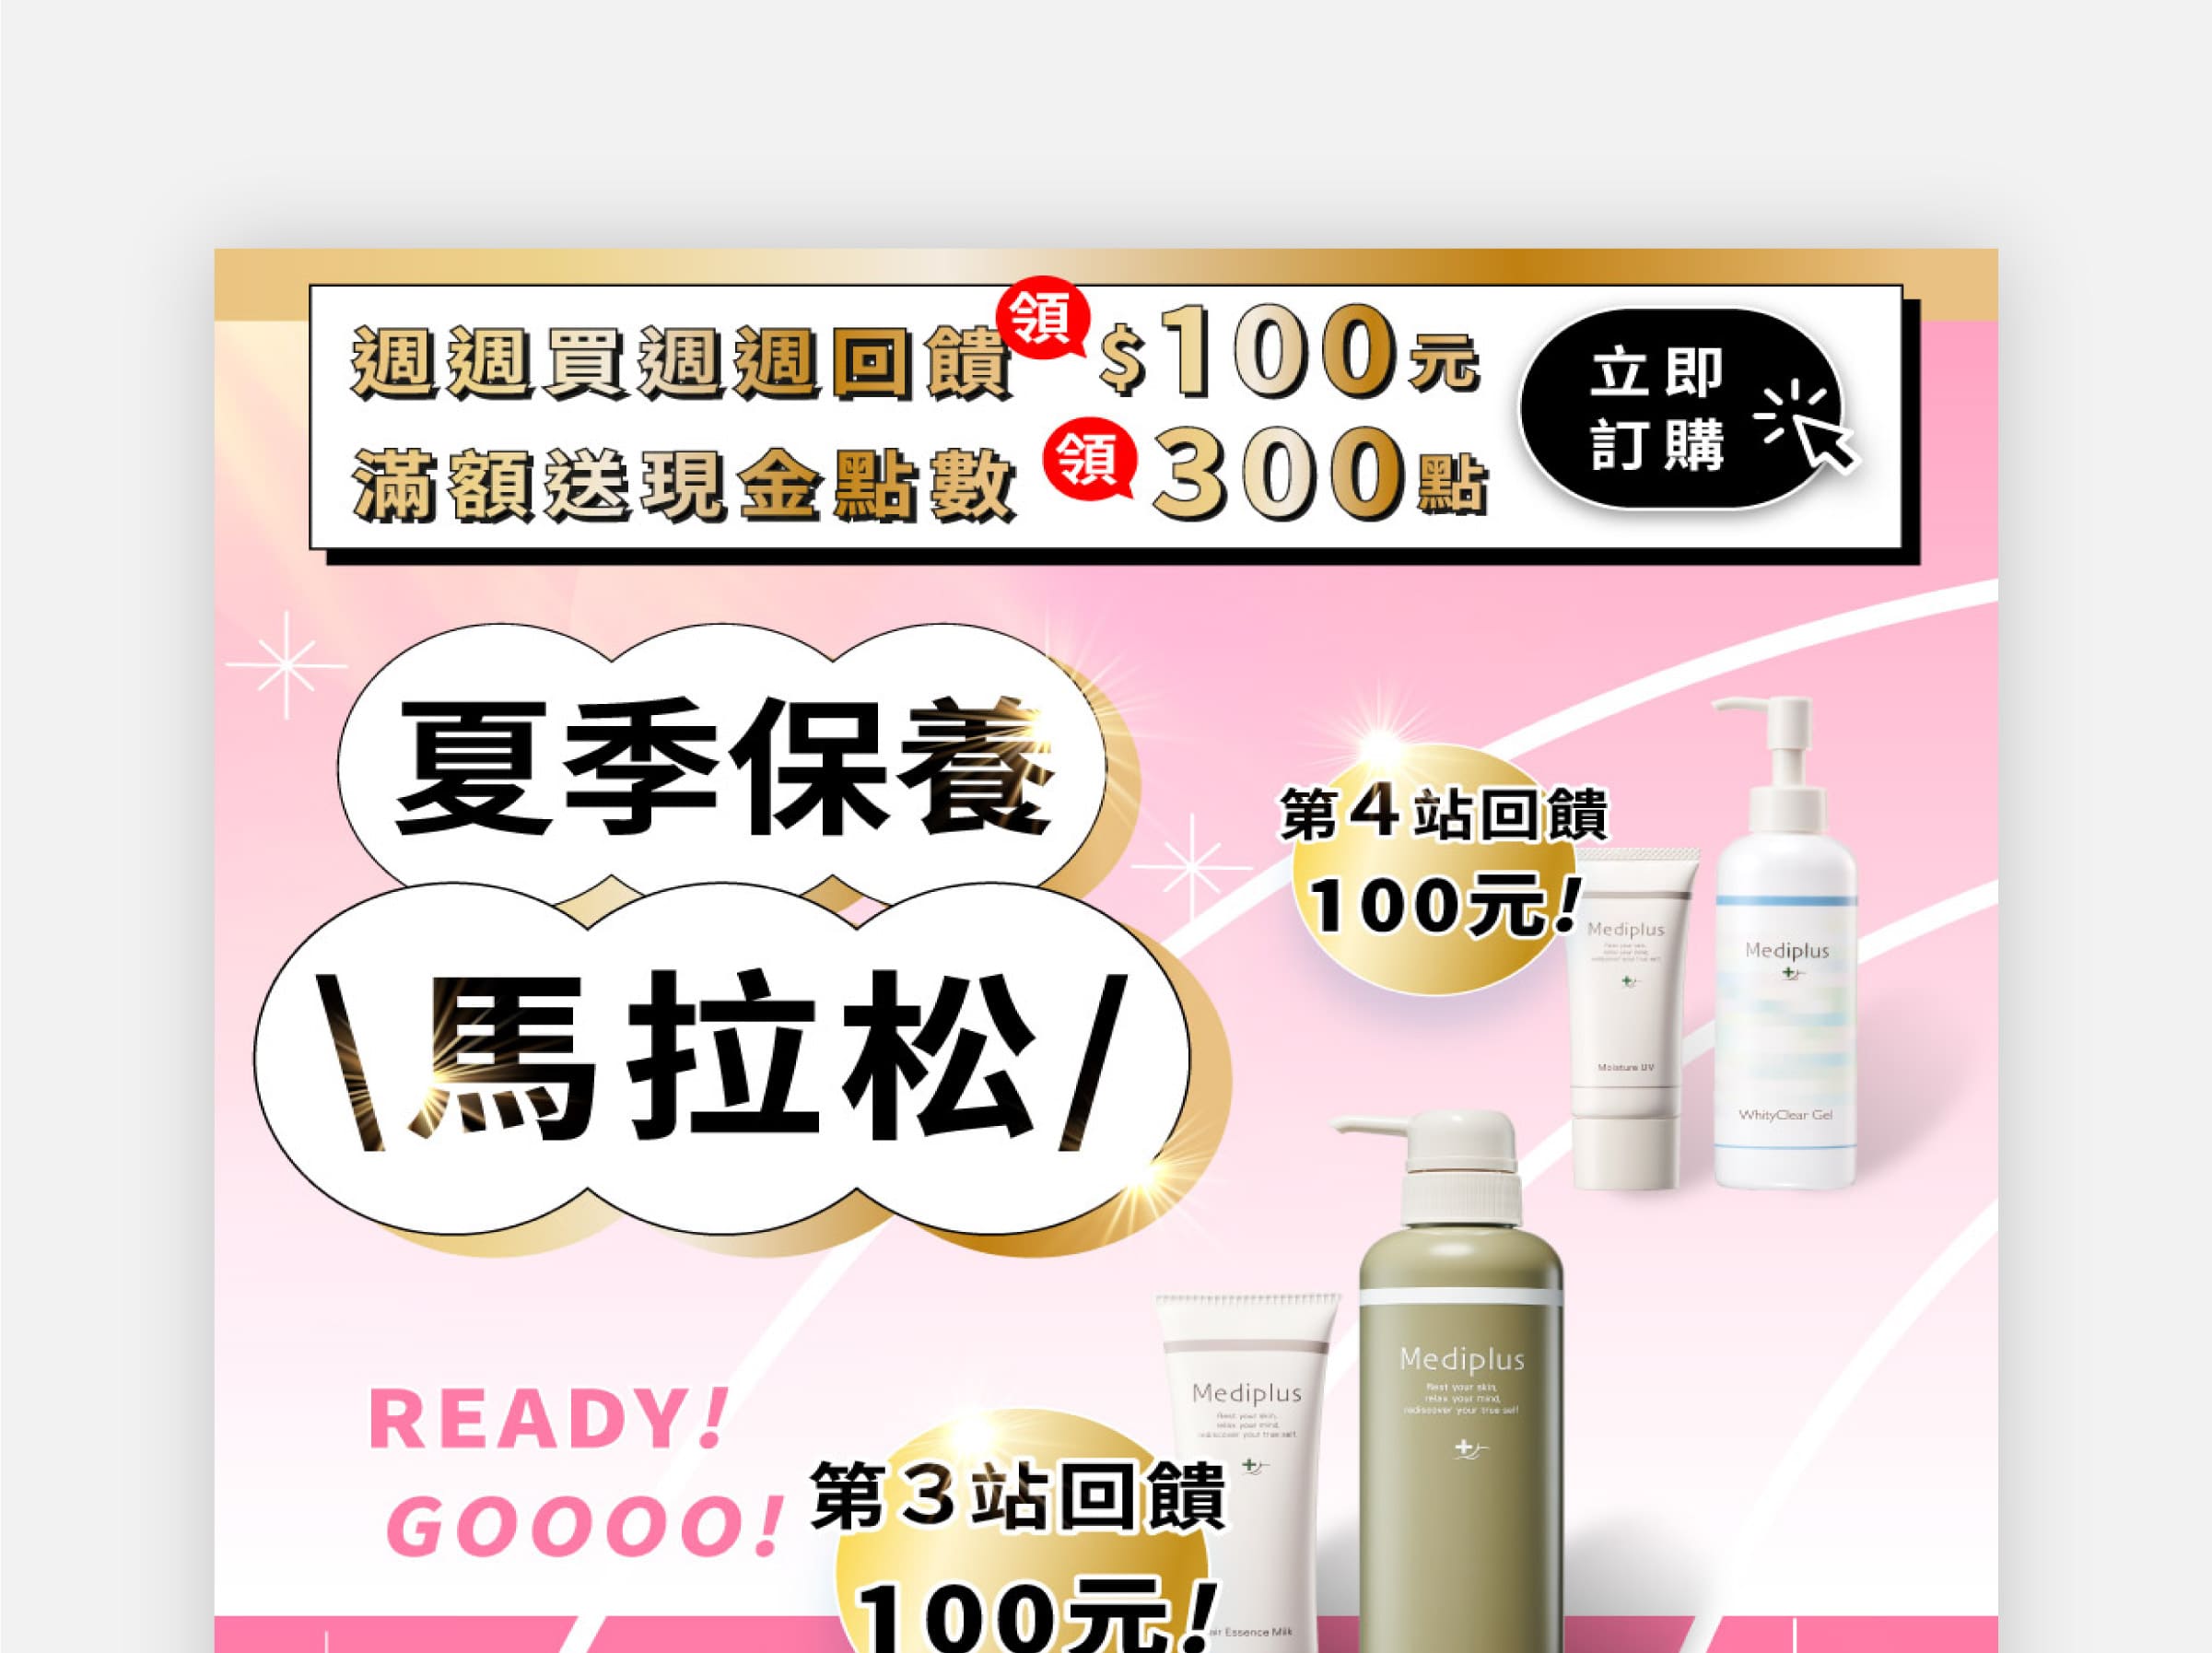 週週買週週回饋 領 $100元
滿額送現金點數 領 300點
立即
訂購
夏季保養
\馬拉松/
第4站回饋
100元!
Mediplus
Moisture UV
Mediplus
WhityClear Gel
READY!
GOOOO!
第3站回饋
100元!
Mediplus
Rest your skin,
relax your mind,
rediscover your true self.
Essence Milk
Mediplus
Rest your skin,
relax your mind,
rediscover your true self.